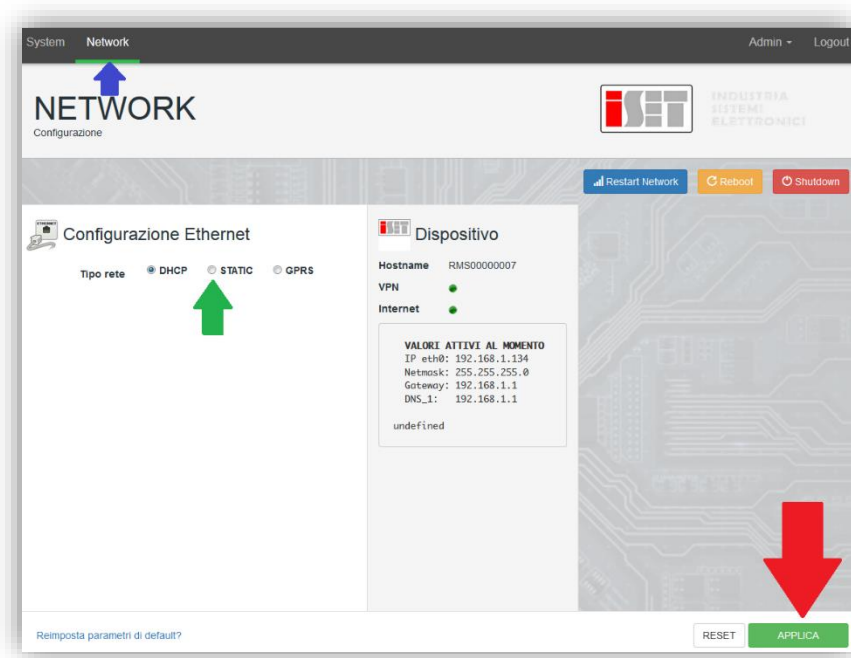 System Network Admin Logout
NETWORK
Configurazione
iSET
INDUSTRIA
SISTEMI
ELETTRONICI
Restart Network Reboot Shutdown
ETHERNET
Configurazione Ethernet
Tipo rete DHCP STATIC GPRS
iSET
Dispositivo
Hostname RMS00000007
VPN
Internet
VALORI ATTIVI AL MOMENTO
IP eth0: 192.168.1.134
Netmask: 255.255.255.0
Gateway: 192.168.1.1
DNS_1: 192.168.1.1
undefined
Reimposta parametri di default?
RESET APPLICA